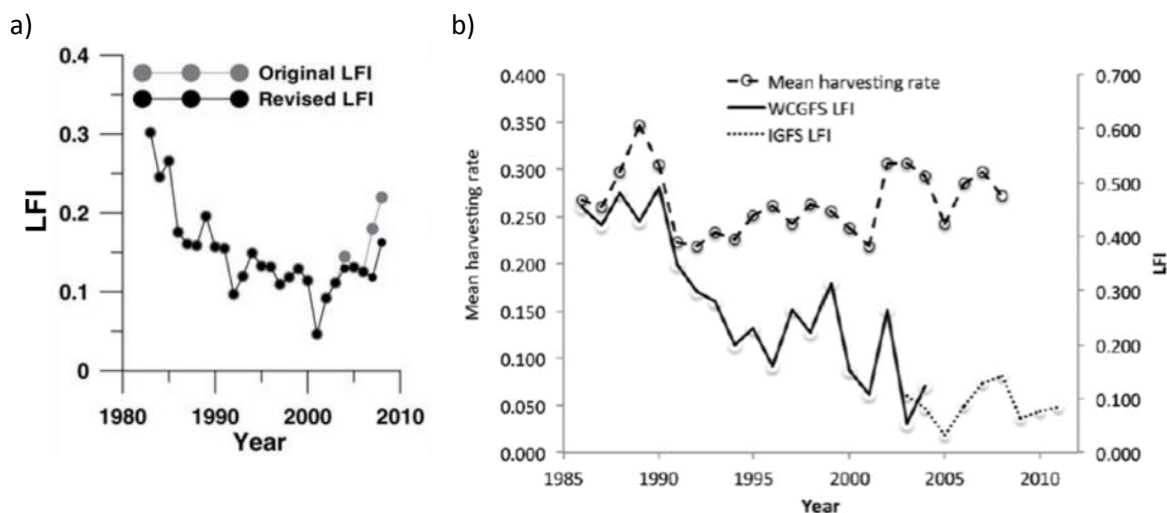 a)
0.4
0.3
0.2
0.1
0
LFI
Original LFI
Revised LFI
1980
1990
2000
2010
Year
b)
0.400
0.350
0.300
0.250
0.200
0.150
0.100
0.050
0.000
Mean harvesting rate
Mean harvesting rate
WCGFS LFI
IGFS LFI
0.700
0.600
0.500
0.400
0.300
0.200
0.100
0.000
LFI
1985
1990
1995
2000
2005
2010
Year